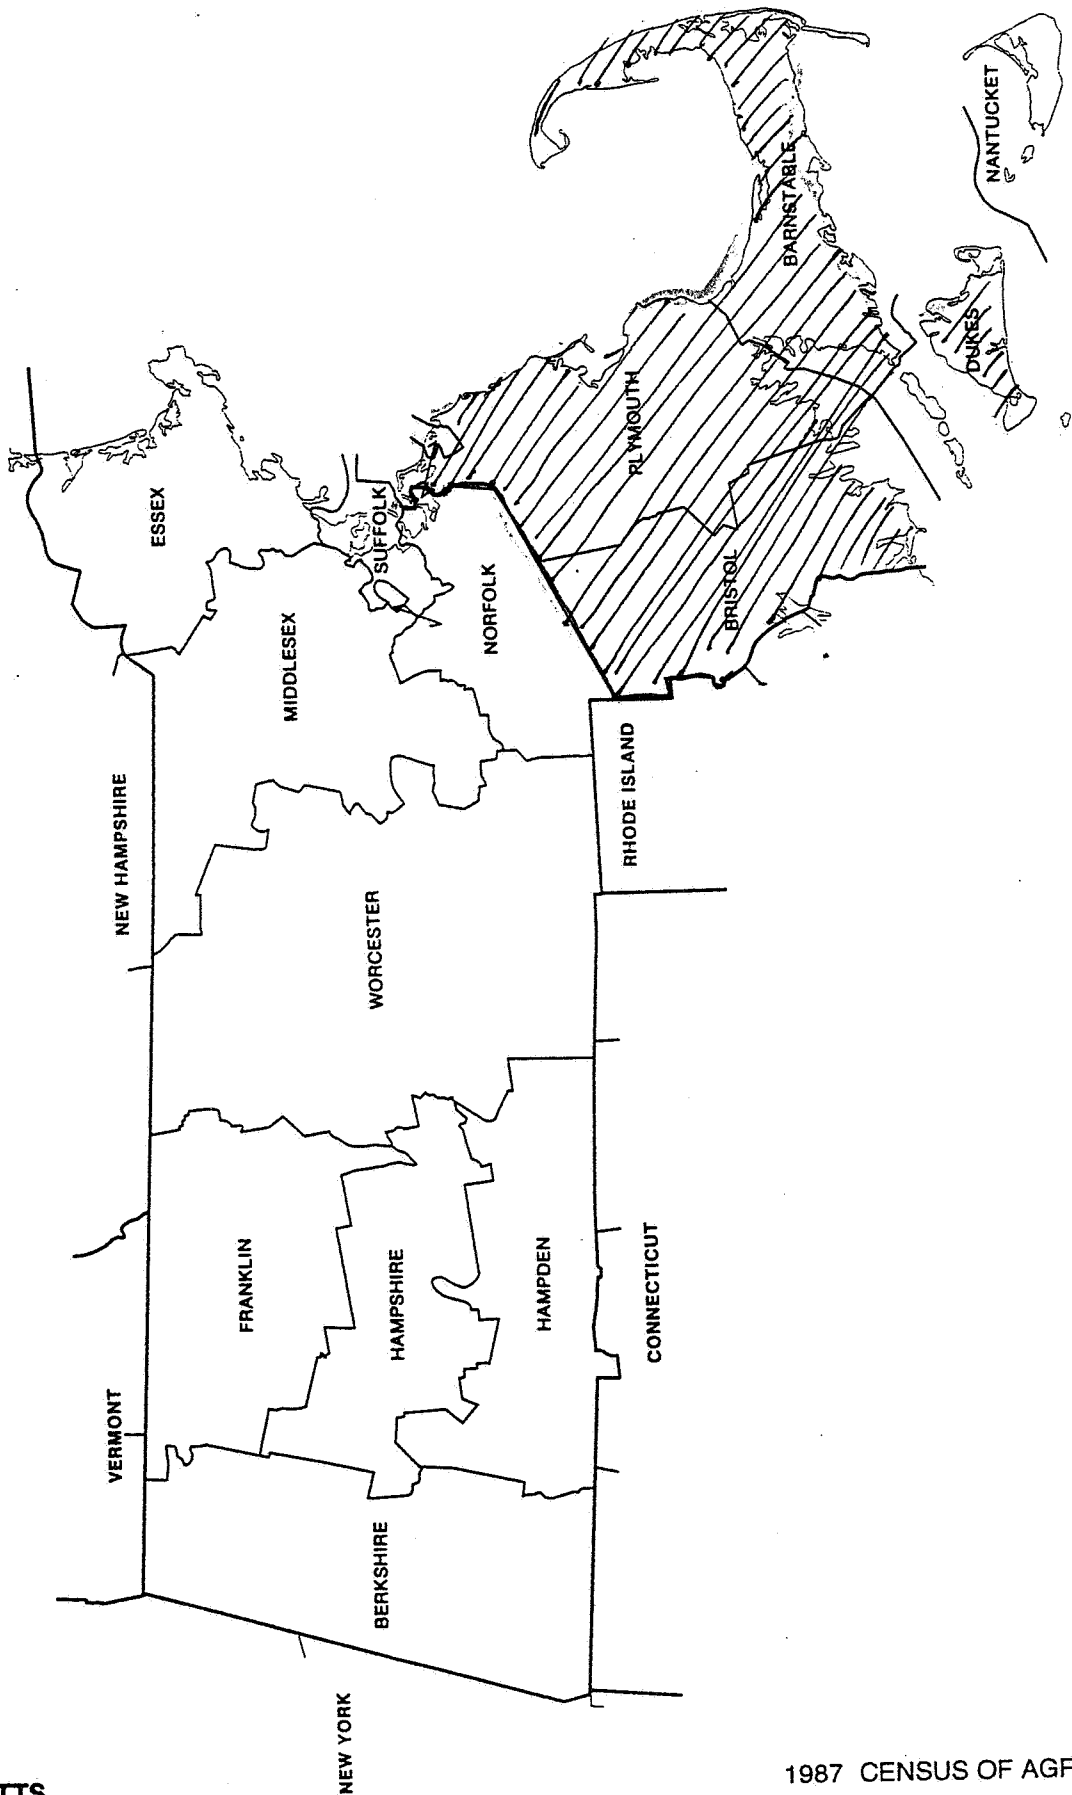 NEW HAMPSHIRE
VERMONT
NEW YORK
ESSEX
MIDDLESEX
SUFFOLK
NORFOLK
WORCESTER
FRANKLIN
HAMPSHIRE
HAMPDEN
BERKSHIRE
CONNECTICUT
RHODE ISLAND
BRISTOL
PLYMOUTH
BARNSTABLE
DUKES
NANTUCKET
TTS
1987 CENSUS OF AGR